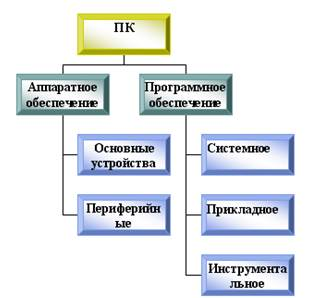 ПК
Аппаратное
обеспечение
Программное
обеспечение
Основные
устройства
Системное
Периферийн
ые
Прикладное
Инструмента
льное